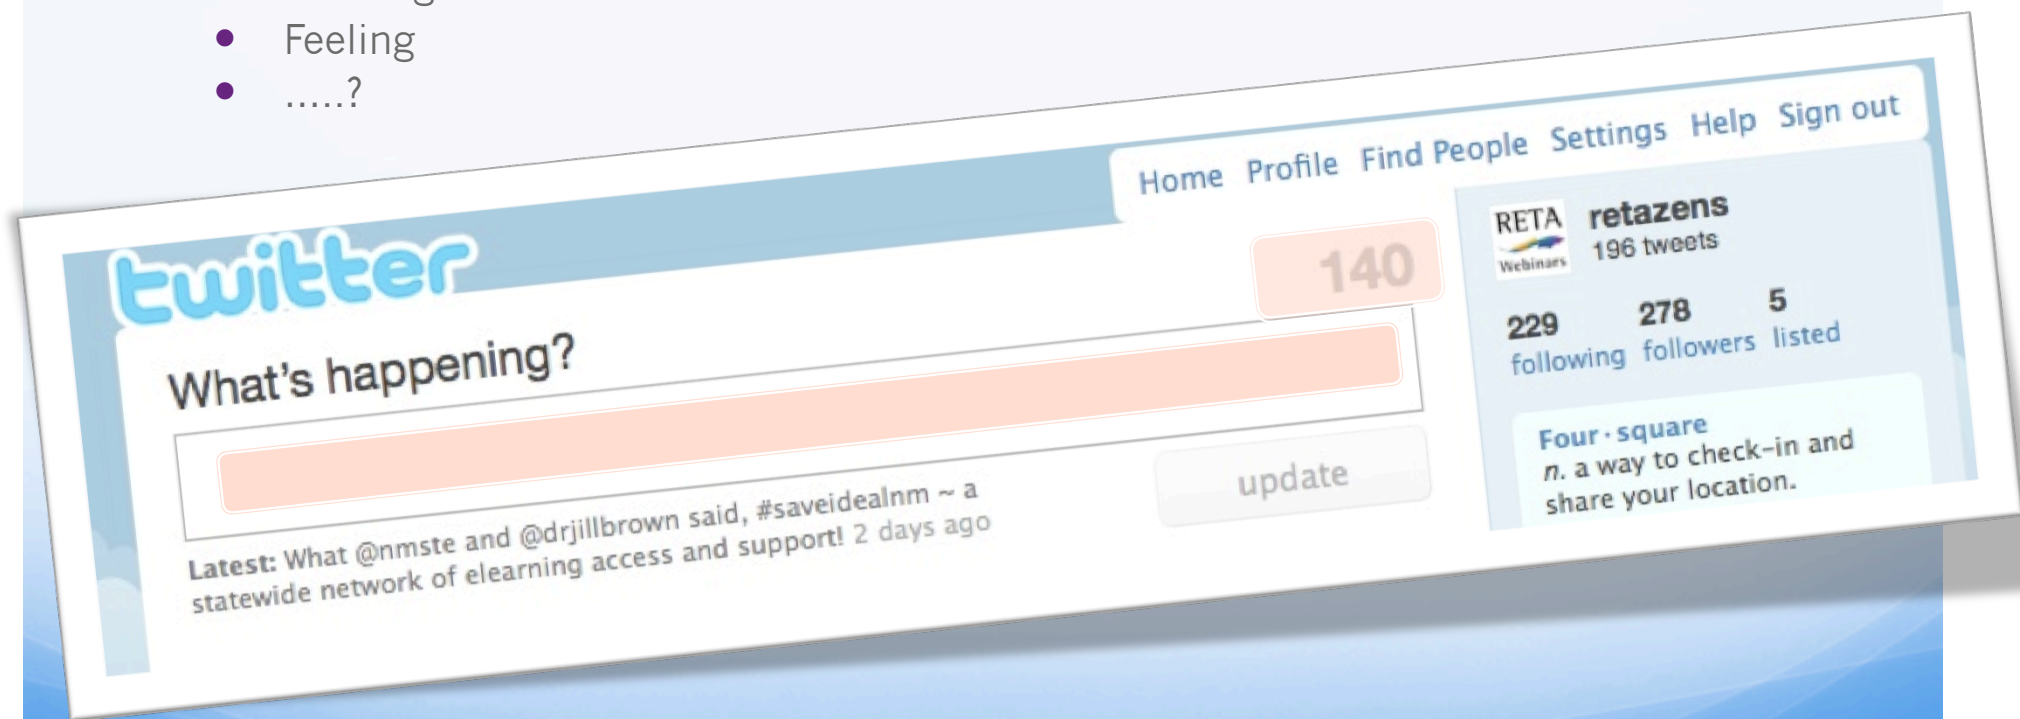 Feeling
.....?
Home Profile Find People Settings Help Sign out
twitter
What's happening?
140
update
Latest: What @nmste and @drjillbrown said, #saveidealnm ~ a
statewide network of elearning access and support! 2 days ago
RETA
Webinars
retazens
196 tweets
229 278 5
following followers listed
Four · square
n. a way to check-in and
share your location.